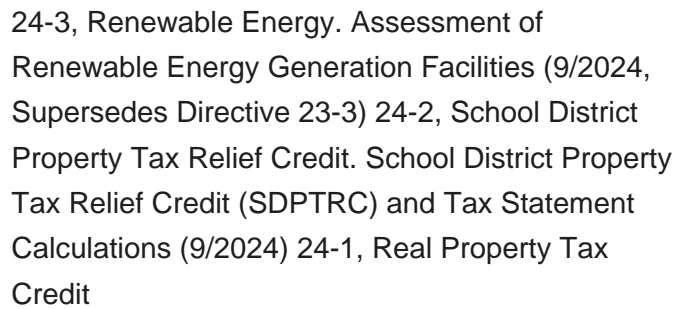 24-3, Renewable Energy. Assessment of
Renewable Energy Generation Facilities (9/2024,
Supersedes Directive 23-3) 24-2, School District
Property Tax Relief Credit. School District Property
Tax Relief Credit (SDPTRC) and Tax Statement
Calculations (9/2024) 24-1, Real Property Tax
Credit